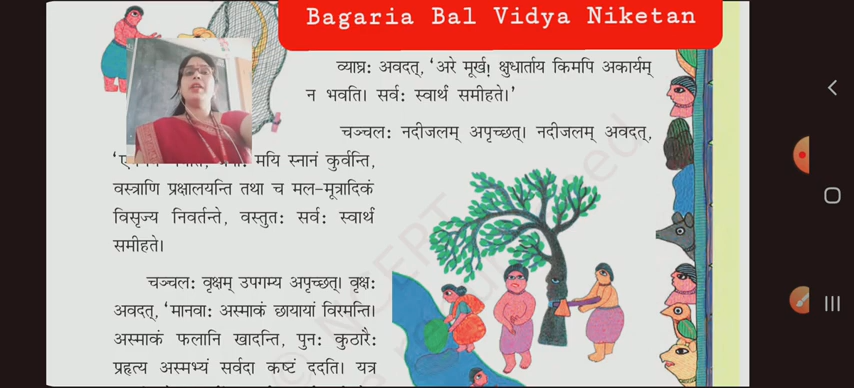 Bagaria Bal Vidya Niketan
व्याघ्रः अवदत्, ‘अरे मूर्ख! क्षुधार्ताय किमपि अकार्यम्
न भवति। सर्वः स्वार्थं समीहते।’
चञ्चलः नदीजलम् अपृच्छत्। नदीजलम् अवदत्,
मयि स्नानं कुर्वन्ति,
वस्त्राणि प्रक्षालयन्ति तथा च मल-मूत्रादिकं
विसृज्य निवर्तन्ते, वस्तुतः सर्वः स्वार्थं
समीहते।
चञ्चलः वृक्षम् उपगम्य अपृच्छत्। वृक्षः
अवदत्, ‘मानवाः अस्माकं छायायां विरमन्ति।
अस्माकं फलानि खादन्ति, पुनः कुठारैः
प्रहृत्य अस्मभ्यं सर्वदा कष्टं ददति। यत्र
© NCERT